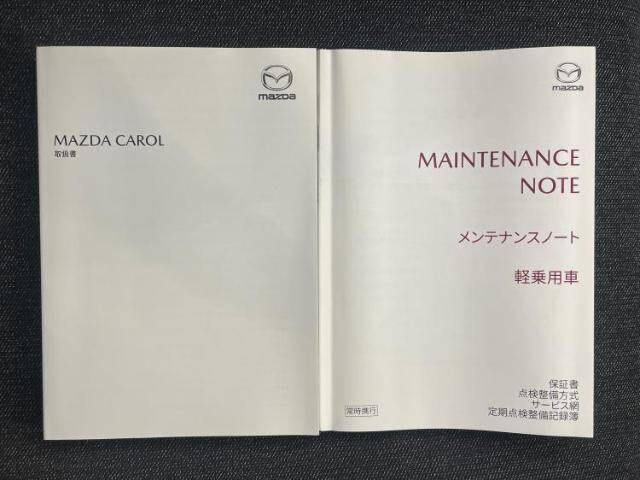 mazda
MAZDA CAROL
取扱書
mazda
MAINTENANCE
NOTE
メンテナンスノート
軽乗用車
保証書
点検整備方式
サービス網
定期点検整備記録簿
常時携行